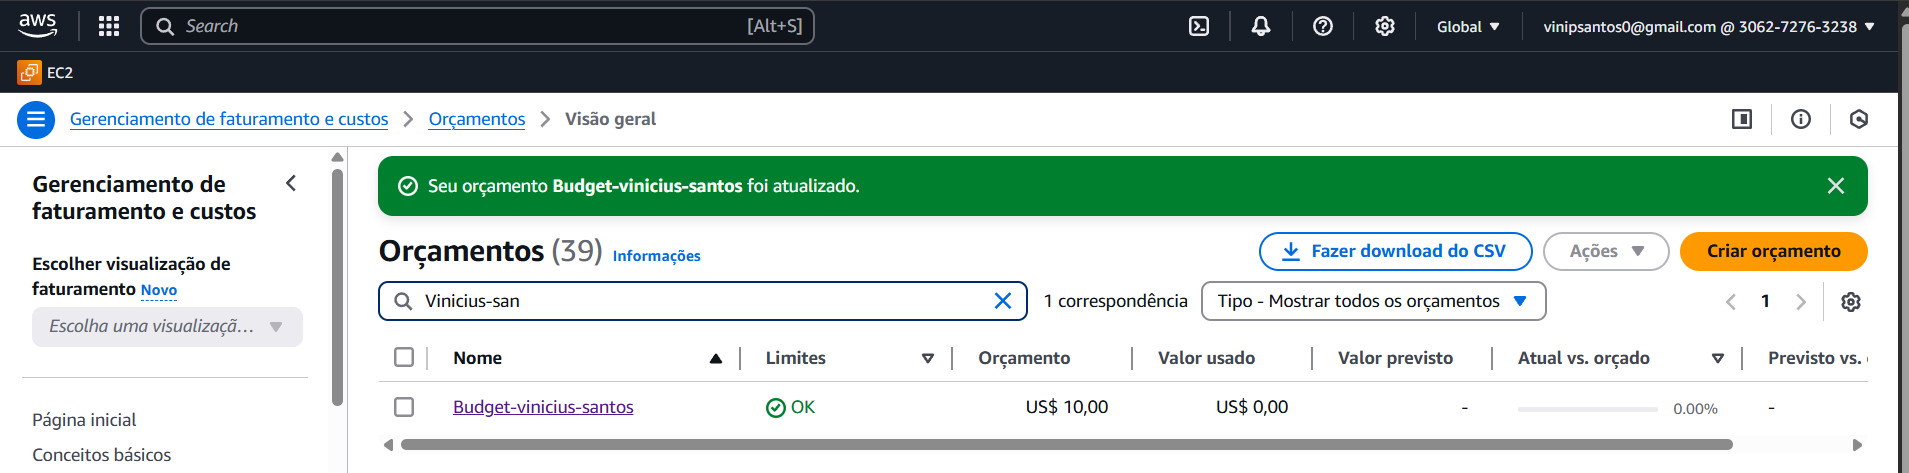 aws
Search [Alt+S]
Global
vinipsantos0@gmail.com @ 3062-7276-3238
EC2
Gerenciamento de faturamento e custos
Orçamentos
Visão geral
Gerenciamento de
faturamento e custos
Escolher visualização de
faturamento Novo
Escolha uma visualizaçã...
Página inicial
Conceitos básicos
Seu orçamento Budget-vinicius-santos foi atualizado.
Orçamentos (39) Informações
Fazer download do CSV
Ações
Criar orçamento
Vinicius-san
1 correspondência
Tipo - Mostrar todos os orçamentos
1
Nome Limites Orçamento Valor usado Valor previsto Atual vs. orçado Previsto vs.
Budget-vinicius-santos OK US$ 10,00 US$ 0,00 - 0.00% -